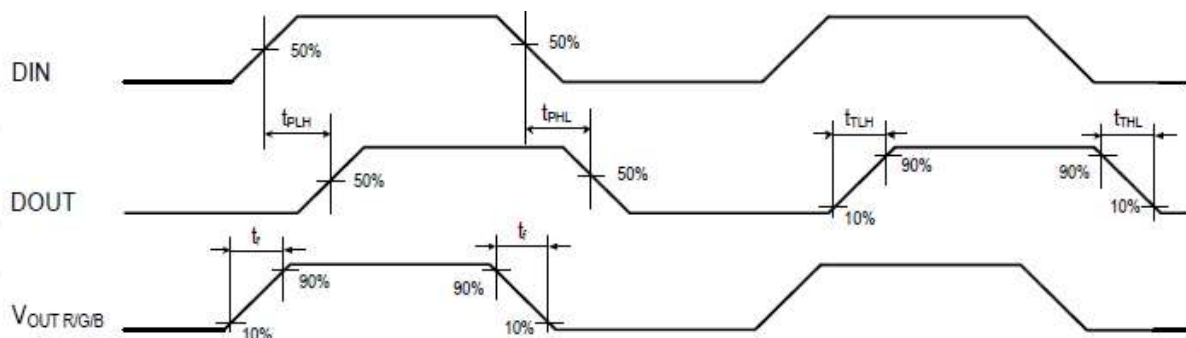 DIN
50%
50%
tPLH
tPHL
tTLH
tTHL
DOUT
50%
50%
90%
10%
90%
10%
tr
tf
VOUT R/G/B
10%
90%
90%
10%